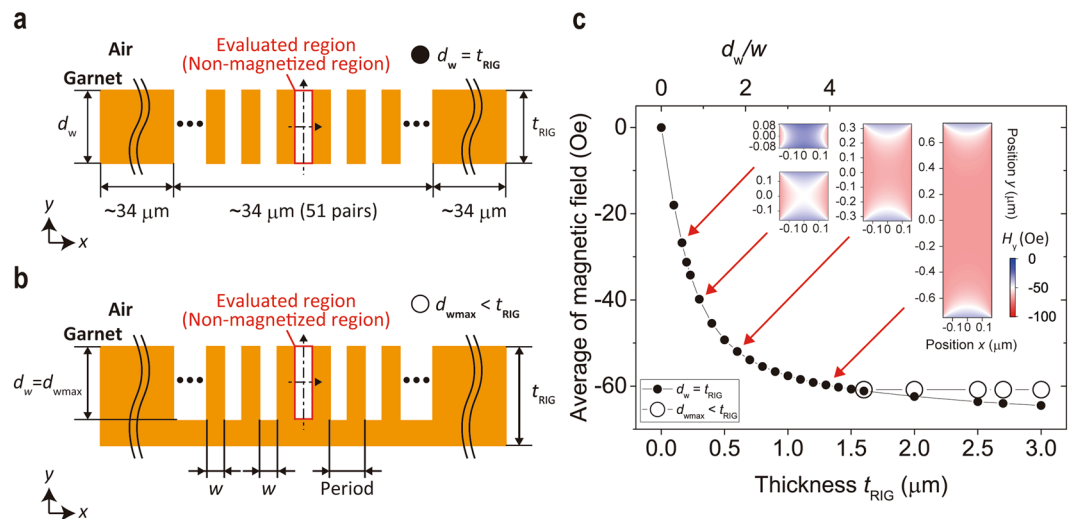 a
Air
Garnet
Evaluated region
(Non-magnetized region)
d_w = t_RIG
d_w
t_RIG
~34 μm
~34 μm (51 pairs)
~34 μm
y
x
b
Air
Garnet
Evaluated region
(Non-magnetized region)
d_wmax < t_RIG
d_w=d_wmax
t_RIG
w
w
Period
y
x
c
d_w/w
0
2
4
Average of magnetic field (Oe)
0
-20
-40
-60
0.08
0.00
-0.08
-0.10 0.1
0.1
0.0
-0.1
-0.10 0.1
0.3
0.2
0.1
0.0
-0.1
-0.2
-0.3
-0.10 0.1
0.6
0.4
0.2
0.0
-0.2
-0.4
-0.6
-0.10 0.1
Position x (μm)
Position y (μm)
H_y (Oe)
0
-50
-100
d_w = t_RIG
d_wmax < t_RIG
0.0 0.5 1.0 1.5 2.0 2.5 3.0
Thickness t_RIG (μm)